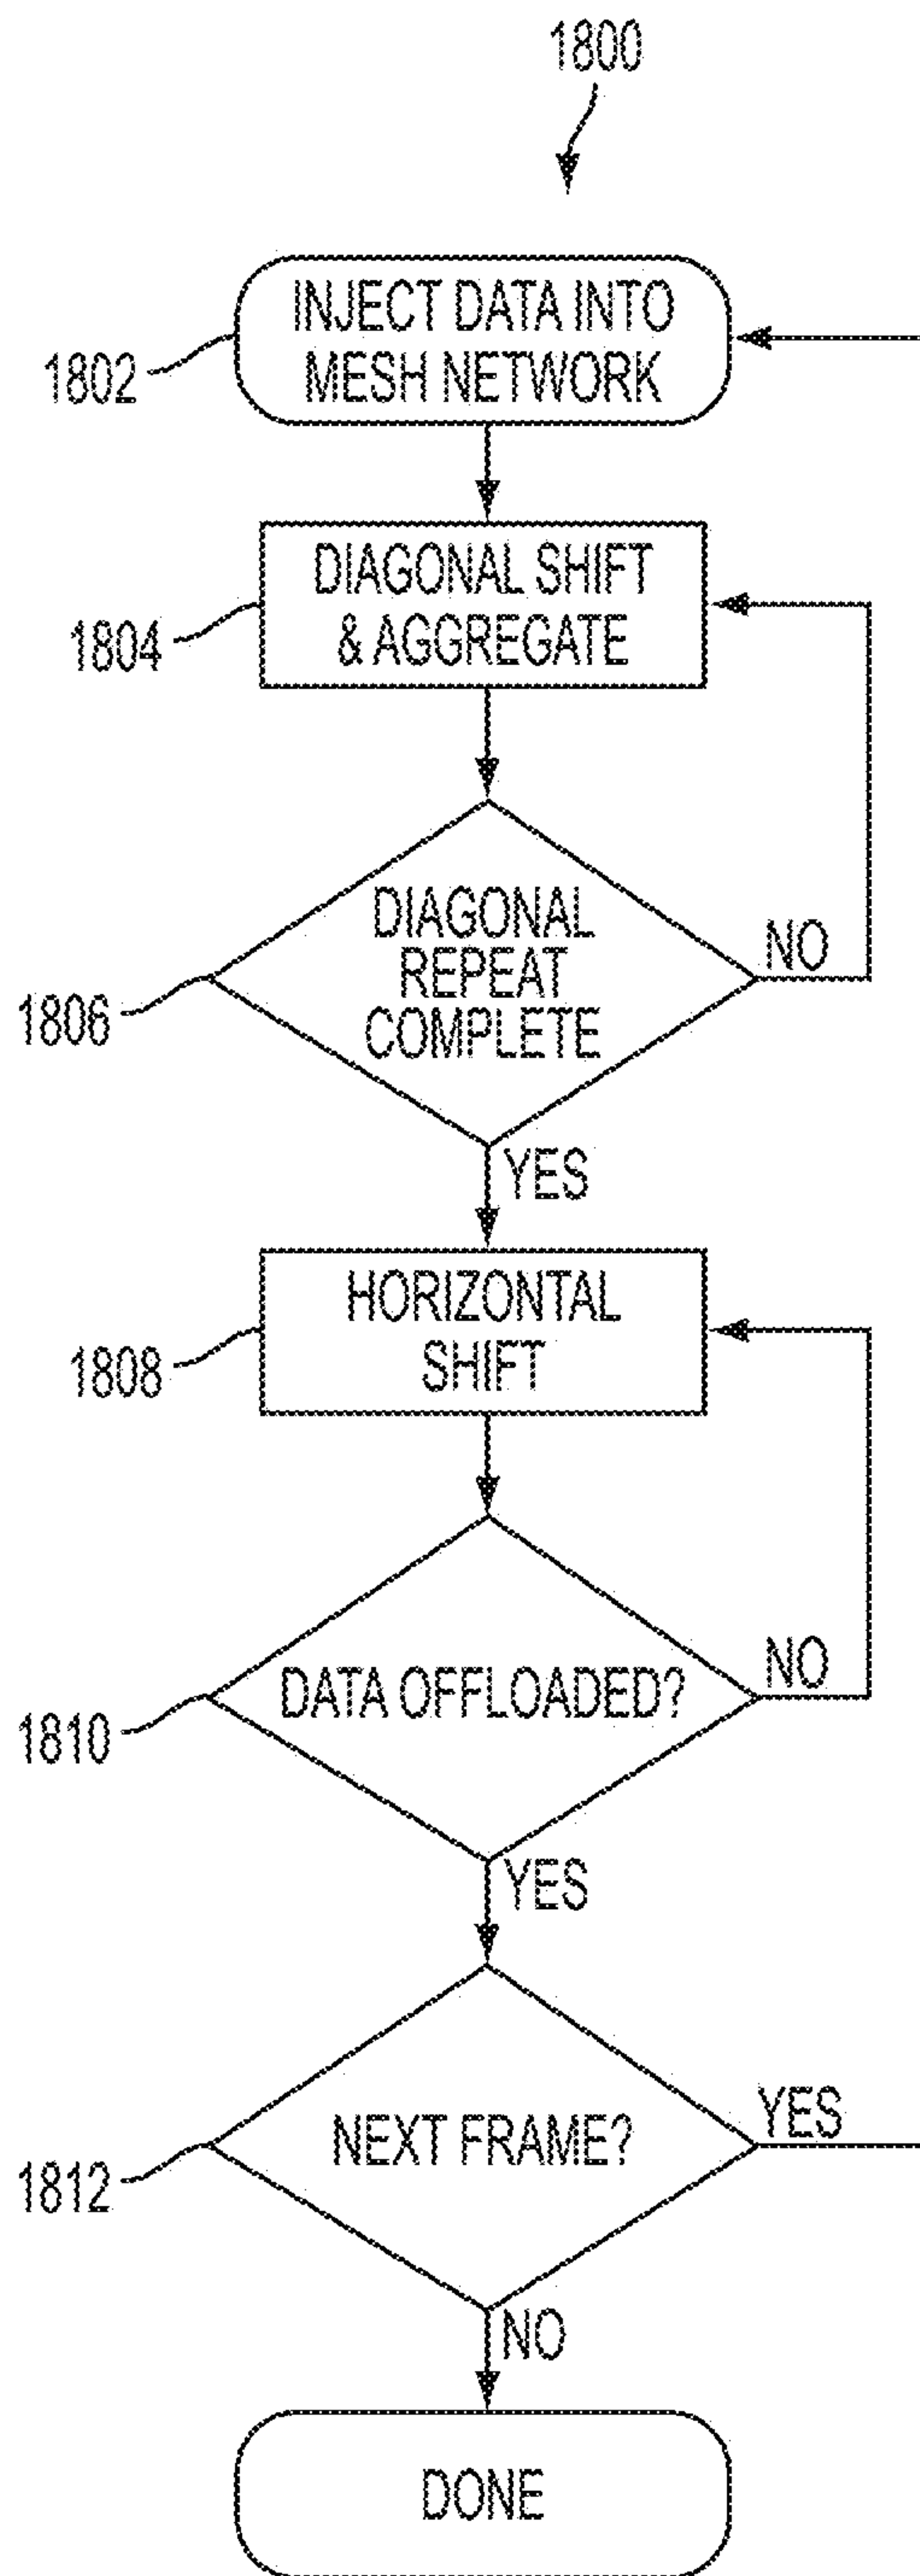 1800
INJECT DATA INTO
MESH NETWORK
1802
DIAGONAL SHIFT
& AGGREGATE
1804
DIAGONAL
REPEAT
COMPLETE
NO
1806
YES
HORIZONTAL
SHIFT
1808
DATA OFFLOADED?
NO
1810
YES
NEXT FRAME?
YES
1812
NO
DONE